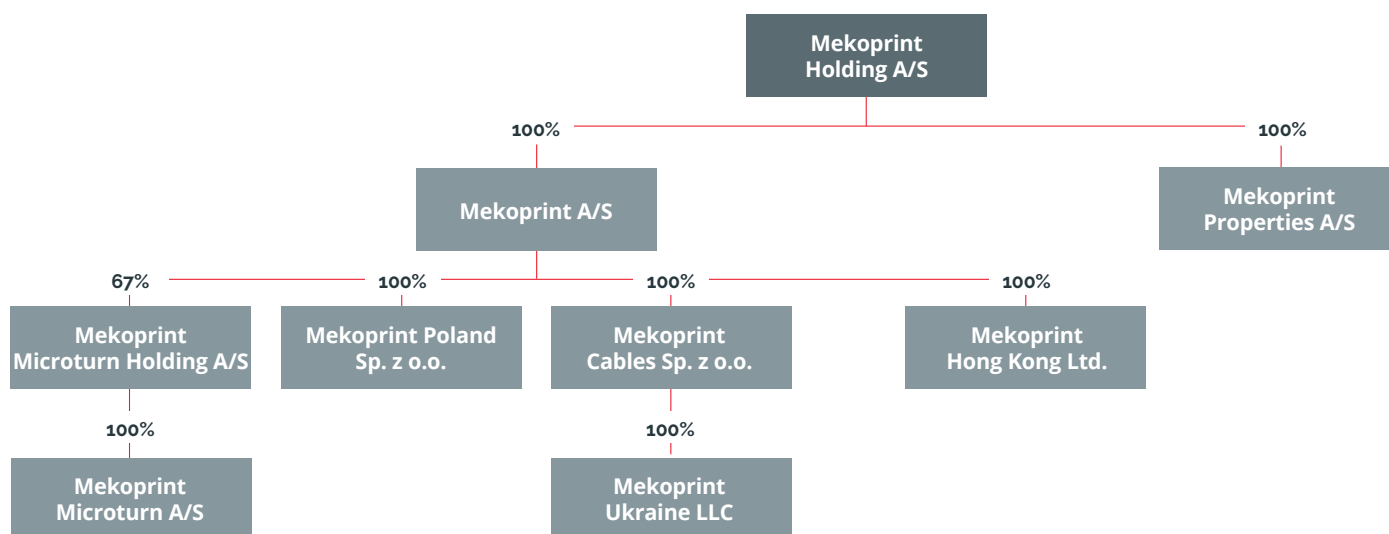 Mekoprint
Holding A/S
100%
100%
Mekoprint A/S
Mekoprint
Properties A/S
67%
100%
100%
100%
Mekoprint
Microturn Holding A/S
Mekoprint Poland
Sp. z o.o.
Mekoprint
Cables Sp. z o.o.
Mekoprint
Hong Kong Ltd.
100%
100%
Mekoprint
Microturn A/S
Mekoprint
Ukraine LLC